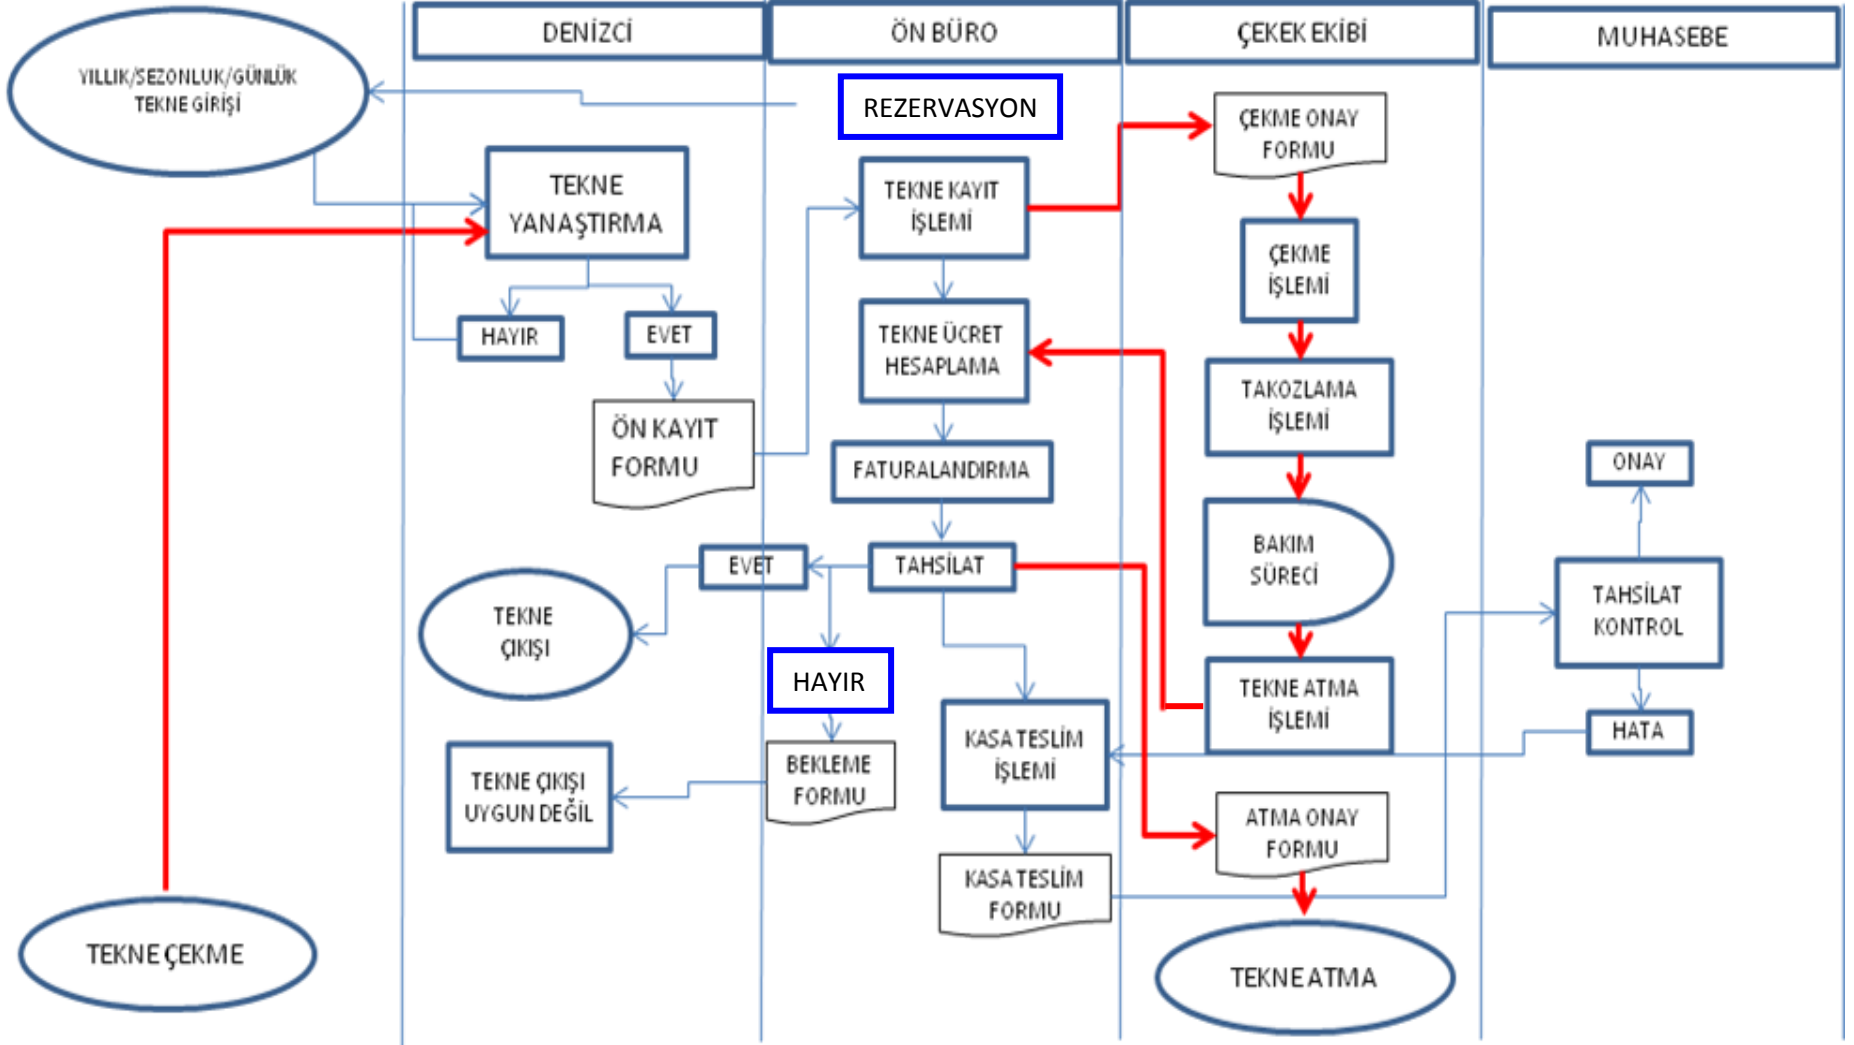 DENİZCİ
ÖN BÜRO
ÇEKEK EKİBİ
MUHASEBE
YILLIK/SEZONLUK/GÜNLÜK
TEKNE GİRİŞİ
REZERVASYON
ÇEKME ONAY
FORMU
TEKNE
YANAŞTIRMA
TEKNE KAYIT
İŞLEMİ
ÇEKME
İŞLEMİ
HAYIR
EVET
TEKNE ÜCRET
HESAPLAMA
TAKOZLAMA
İŞLEMİ
ÖN KAYIT
FORMU
FATURALANDIRMA
ONAY
EVET
TAHSİLAT
BAKIM
SÜRECİ
TAHSİLAT
KONTROL
TEKNE
ÇIKIŞI
HAYIR
TEKNE ATMA
İŞLEMİ
HATA
KASA TESLİM
İŞLEMİ
TEKNE ÇIKIŞI
UYGUN DEĞİL
BEKLEME
FORMU
ATMA ONAY
FORMU
KASA TESLİM
FORMU
TEKNE ÇEKME
TEKNE ATMA